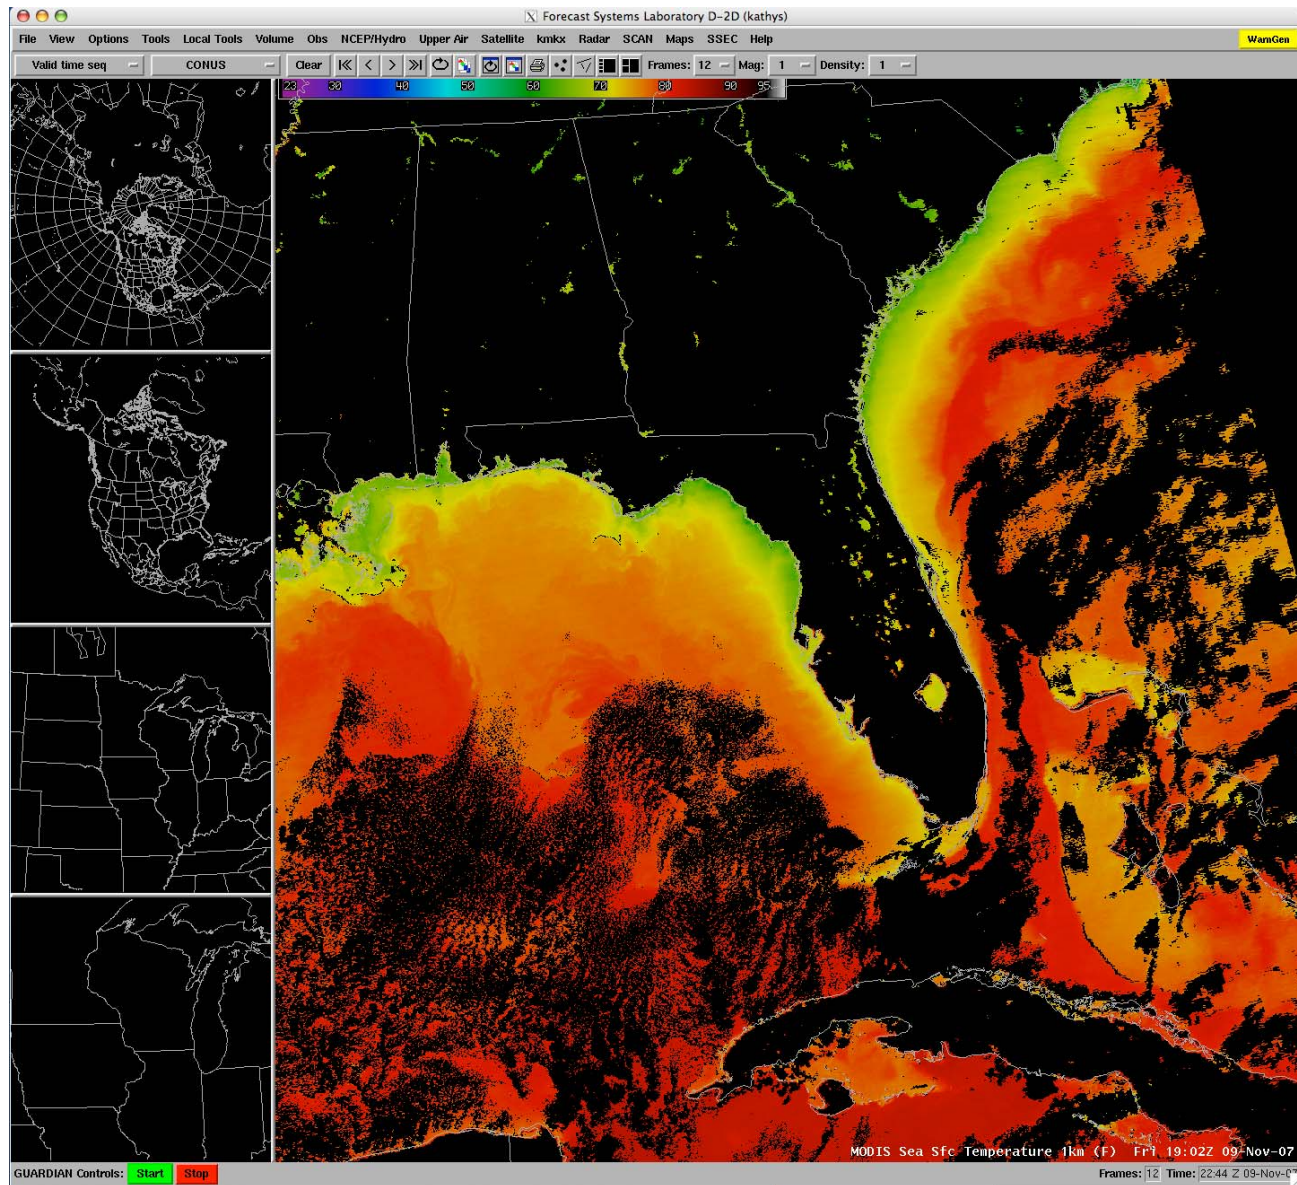 X Forecast Systems Laboratory D-2D (kathys)
File View Options Tools Local Tools Volume Obs NCEP/Hydro Upper Air Satellite kmkx Radar SCAN Maps SSEC Help WarnGen
Valid time seq CONUS Clear Frames: 12 Mag: 1 Density: 1
23 30 40 50 60 70 80 90 95
MODIS Sea Sfc Temperature 1km (F) Fri 19:02Z 09-Nov-07
GUARDIAN Controls: Start Stop Frames: 12 Time: 22:44 Z 09-Nov-07